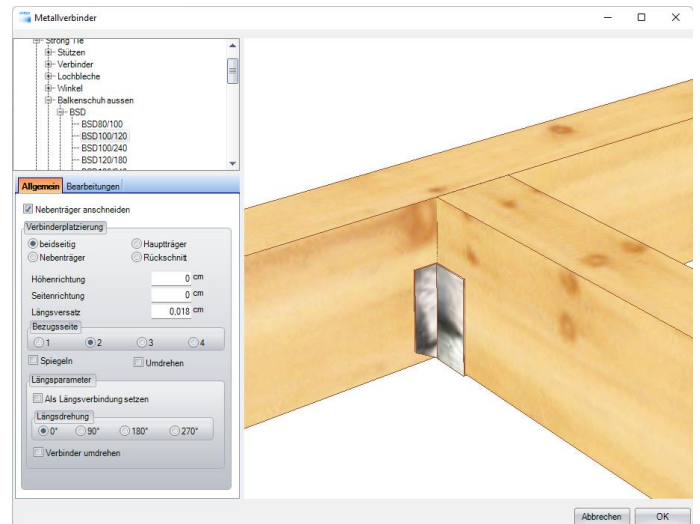 Metallverbinder
Strong Tie
Stützen
Verbinder
Lochbleche
Winkel
Balkenschuh aussen
BSD
BSD80/100
BSD100/120
BSD100/240
BSD120/180
Allgemein Bearbeitungen
Nebenträger anschneiden
Verbinderplatzierung
beidseitig Hauptträger
Nebenträger Rückschnitt
Höhenrichtung 0 cm
Seitenrichtung 0 cm
Längsversatz 0,018 cm
Bezugsseite
1 2 3 4
Spiegeln Umdrehen
Längsparameter
Als Längsverbindung setzen
Längsdrehung
0° 90° 180° 270°
Verbinder umdrehen
Abbrechen OK